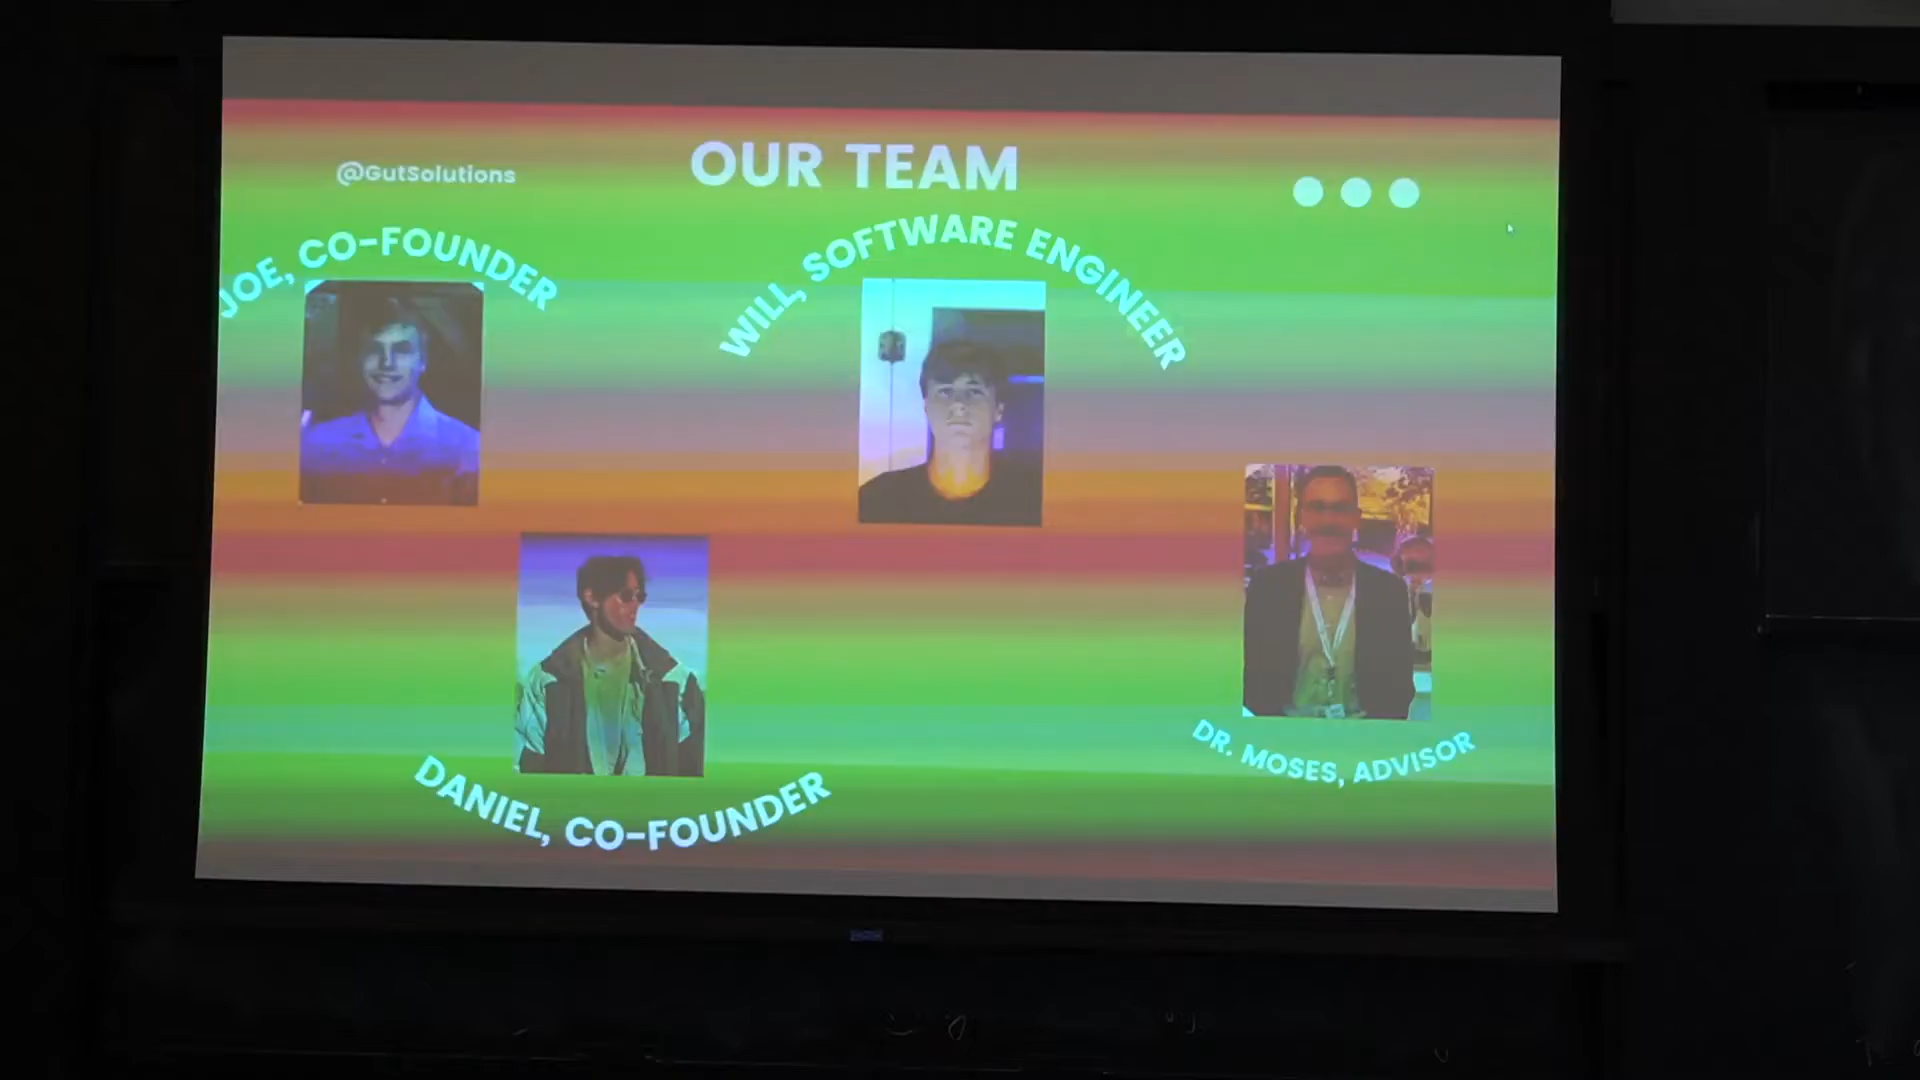 @GutSolutions
OUR TEAM
JOE, CO-FOUNDER
WILL, SOFTWARE ENGINEER
DANIEL, CO-FOUNDER
DR. MOSES, ADVISOR